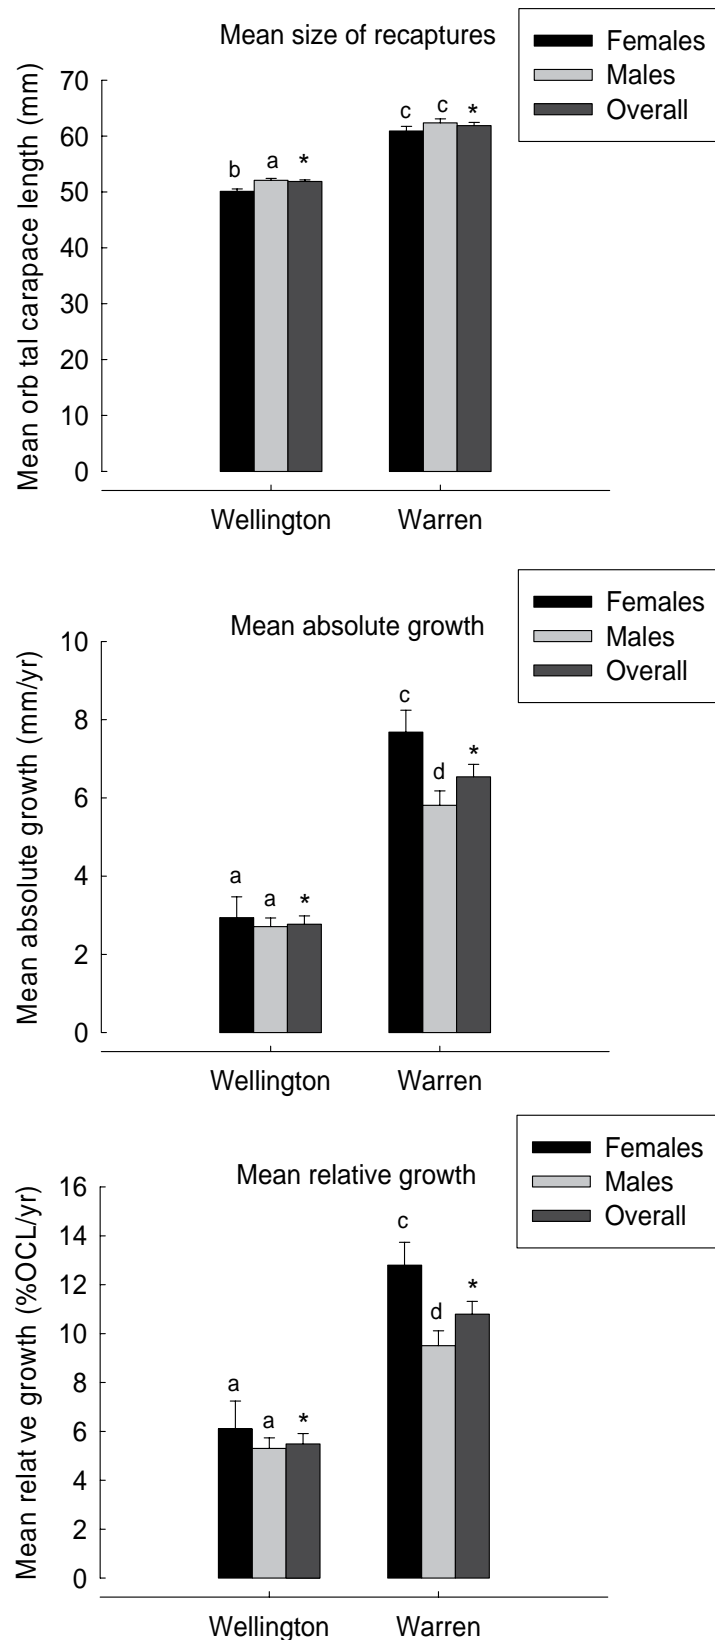 Mean size of recaptures
Females
Males
Overall
Mean orb tal carapace length (mm)
70
60
50
40
30
20
10
0
b
a
*
c
c
*
Wellington
Warren
Mean absolute growth
Females
Males
Overall
Mean absolute growth (mm/yr)
10
8
6
4
2
0
a
a
*
c
d
*
Wellington
Warren
Mean relative growth
Females
Males
Overall
Mean relat ve growth (%OCL/yr)
16
14
12
10
8
6
4
2
0
a
a
*
c
d
*
Wellington
Warren